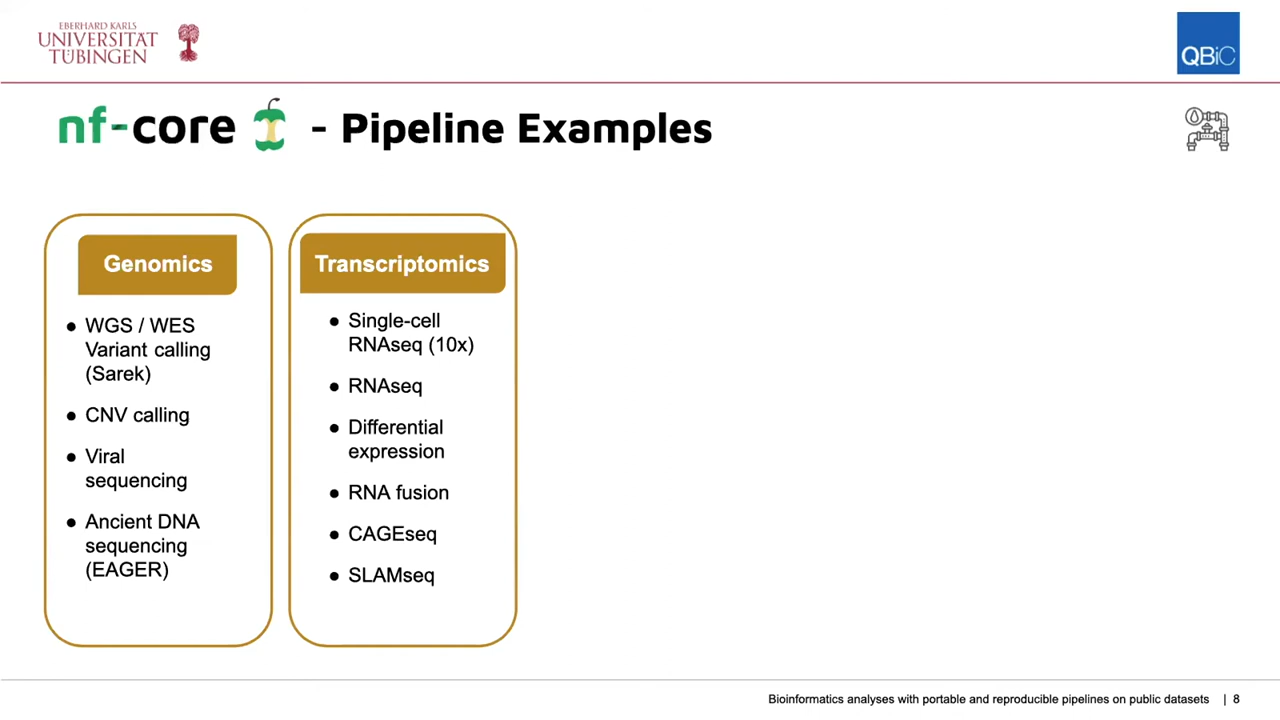 EBERHARD KARLS
UNIVERSITÄT
TÜBINGEN
QBiC
nf-core - Pipeline Examples
Genomics
● WGS / WES
Variant calling
(Sarek)
● CNV calling
● Viral
sequencing
● Ancient DNA
sequencing
(EAGER)
Transcriptomics
● Single-cell
RNAseq (10x)
● RNAseq
● Differential
expression
● RNA fusion
● CAGEseq
● SLAMseq
Bioinformatics analyses with portable and reproducible pipelines on public datasets | 8